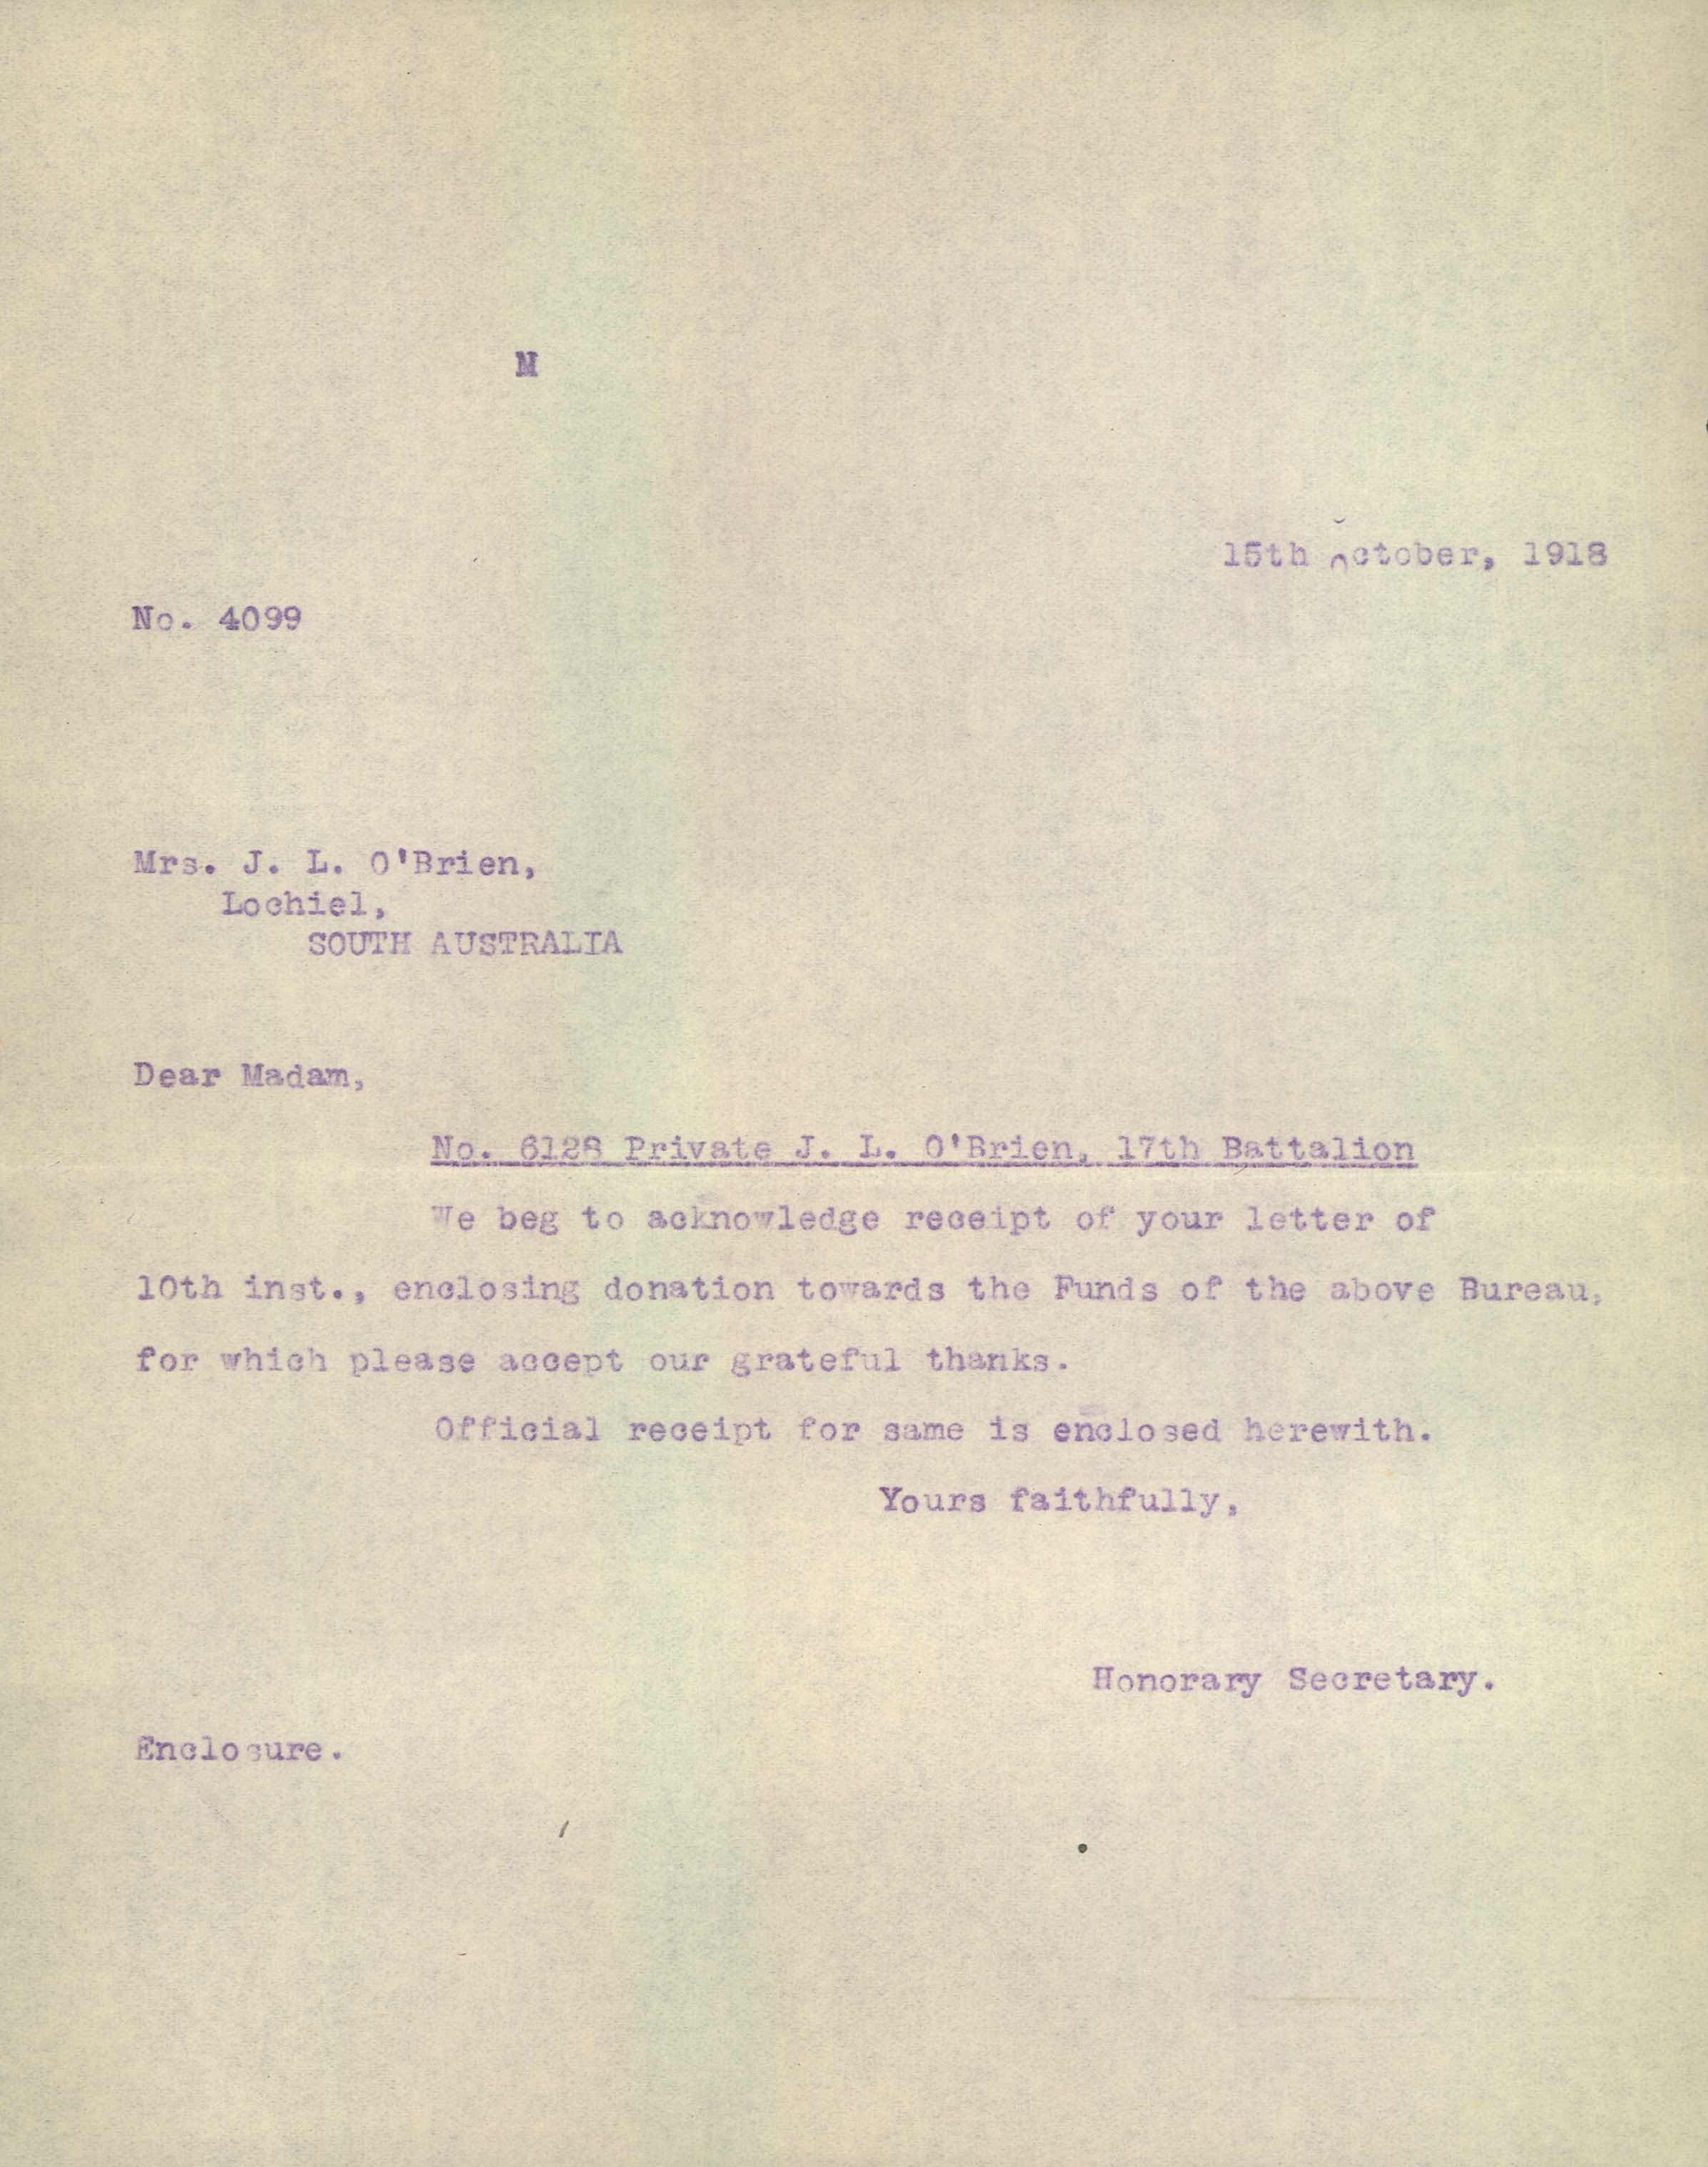 M
15th October, 1918
No. 4099
Mrs. J. L. O'Brien,
Lochiel,
SOUTH AUSTRALIA
Dear Madam,
No. 6128 Private J. L. O'Brien, 17th Battalion
We beg to acknowledge receipt of your letter of
10th inst., enclosing donation towards the Funds of the above Bureau,
for which please accept our grateful thanks.
Official receipt for same is enclosed herewith.
Yours faithfully,
Honorary Secretary.
Enclosure.